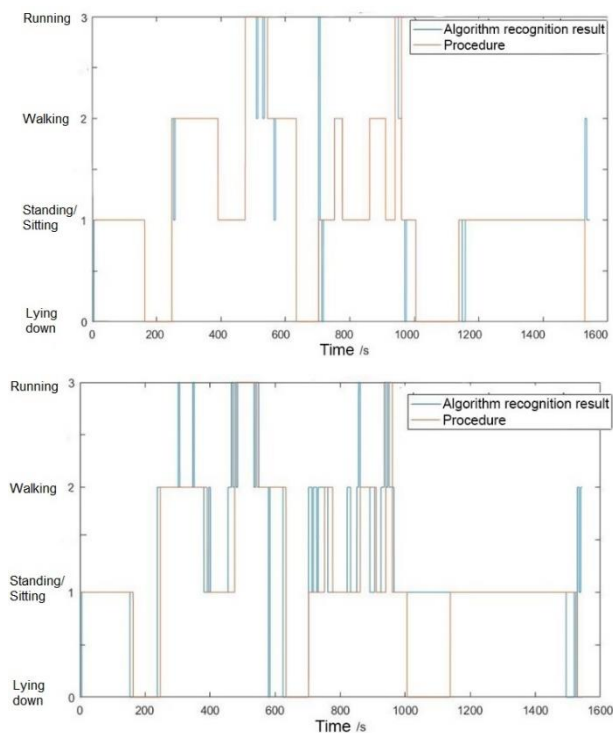 Running 3
Algorithm recognition result
Procedure
Walking 2
Standing/
Sitting 1
Lying
down 0
0 200 400 600 800 1000 1200 1400 1600
Time /s
Running 3
Algorithm recognition result
Procedure
Walking 2
Standing/
Sitting 1
Lying
down 0
0 200 400 600 800 1000 1200 1400 1600
Time /s